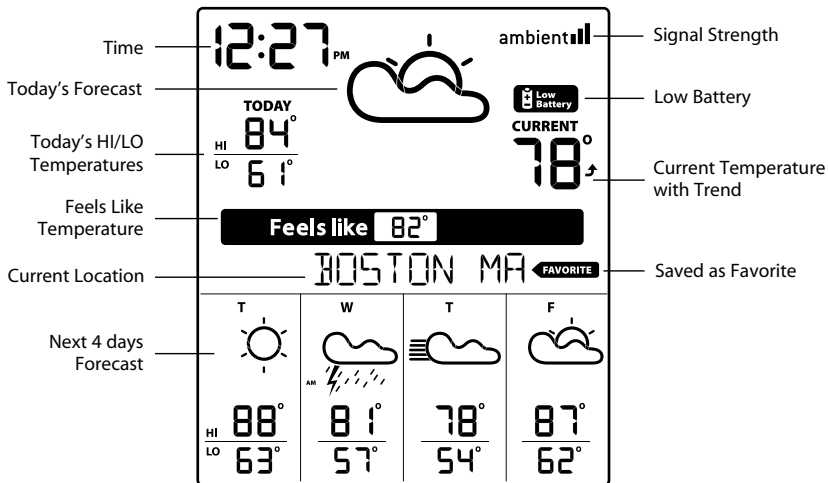 Time
12:27 PM
ambient
Signal Strength
Today's Forecast
Low
Battery
Low Battery
TODAY
CURRENT
Today's HI/LO
Temperatures
HI 84°
LO 61°
78°
Current Temperature
with Trend
Feels Like
Temperature
Feels like 82°
Current Location
BOSTON MA
FAVORITE
Saved as Favorite
Next 4 days
Forecast
T W T F
AM
HI 88° 81° 78° 87°
LO 63° 57° 54° 62°